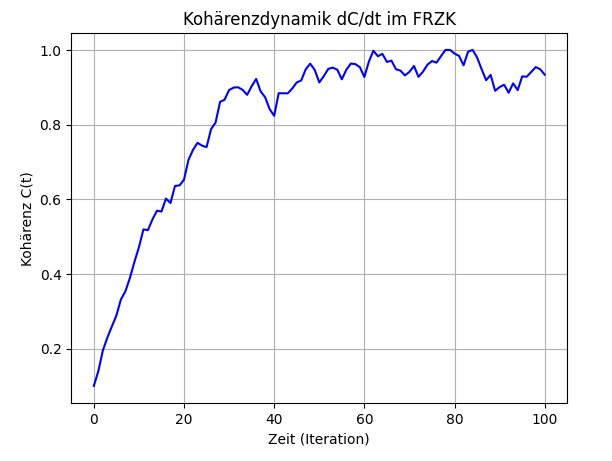 Kohärenzdynamik dC/dt im FRZK
Kohärenz C(t)
1.0
0.8
0.6
0.4
0.2
0 20 40 60 80 100
Zeit (Iteration)